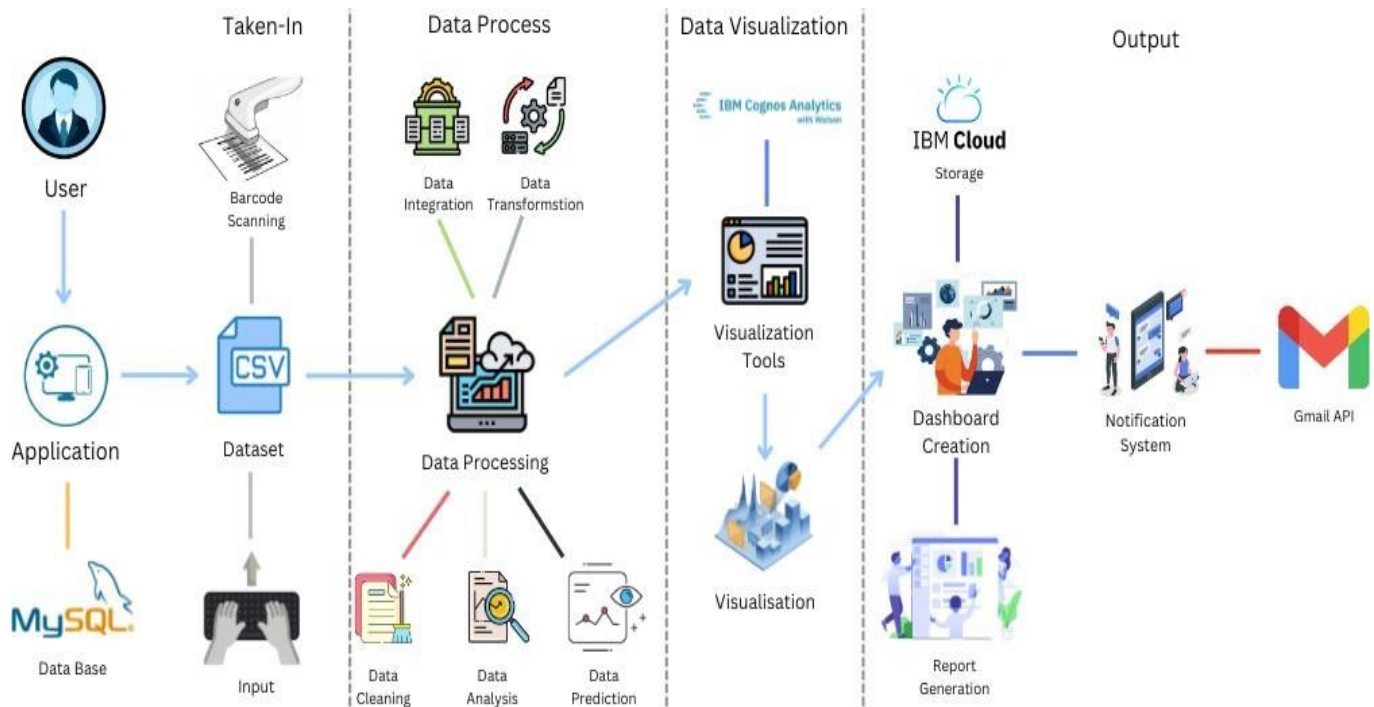 Taken-In
Data Process
Data Visualization
Output
User
Barcode
Scanning
Data
Integration
Data
Transformstion
IBM Cognos Analytics
with Watson
IBM Cloud
Storage
Application
CSV
Dataset
Data Processing
Visualization
Tools
Dashboard
Creation
Notification
System
Gmail API
MySQL
Data Base
Input
Data
Cleaning
Data
Analysis
Data
Prediction
Visualisation
Report
Generation